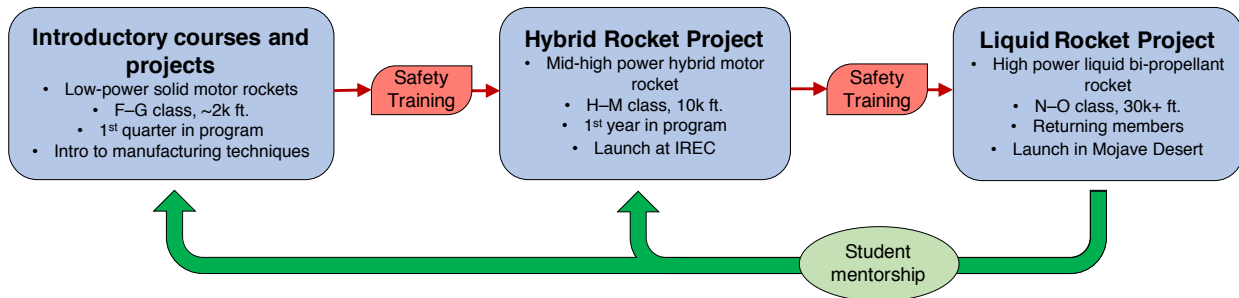 Introductory courses and
projects
• Low-power solid motor rockets
• F–G class, ~2k ft.
• 1st quarter in program
• Intro to manufacturing techniques
Safety
Training
Hybrid Rocket Project
• Mid-high power hybrid motor
rocket
• H–M class, 10k ft.
• 1st year in program
• Launch at IREC
Safety
Training
Liquid Rocket Project
• High power liquid bi-propellant
rocket
• N–O class, 30k+ ft.
• Returning members
• Launch in Mojave Desert
Student
mentorship